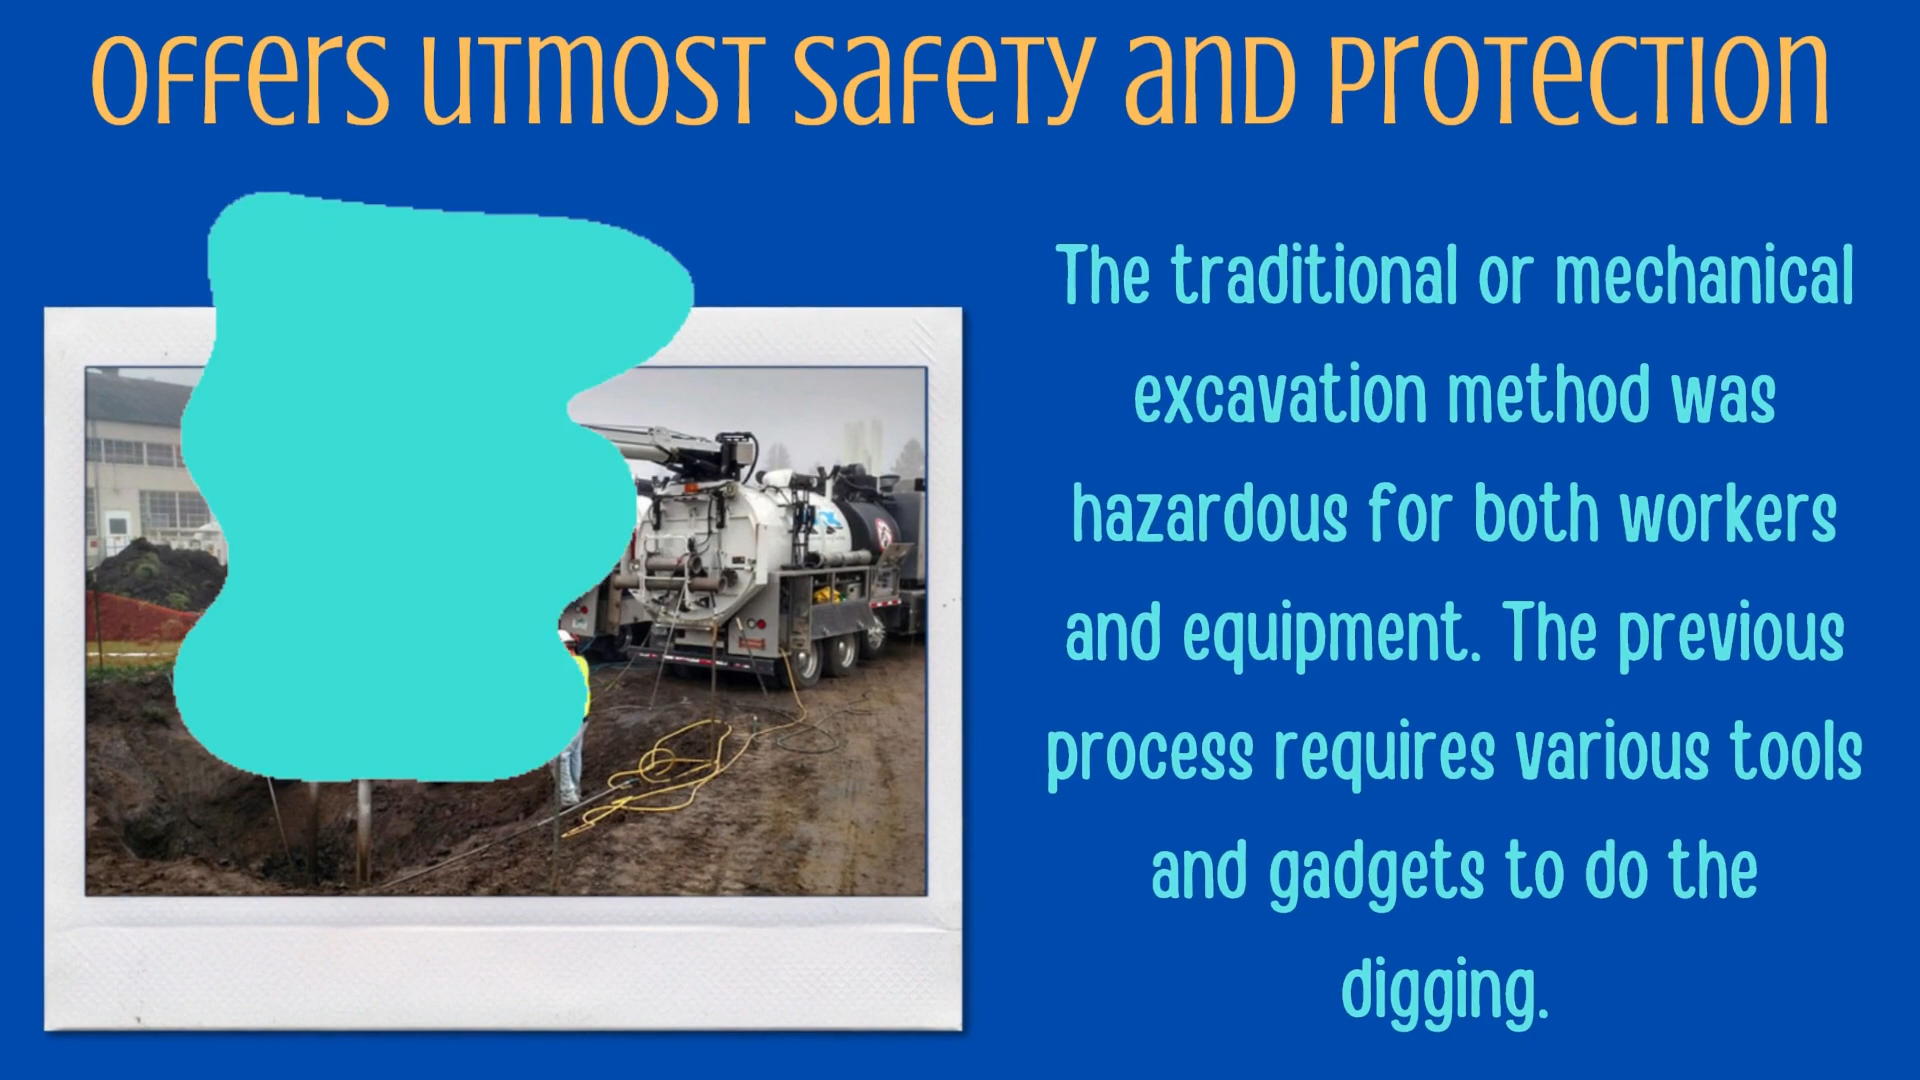 Offers Utmost Safety and Protection
The traditional or mechanical
excavation method was
hazardous for both workers
and equipment. The previous
process requires various tools
and gadgets to do the
digging.